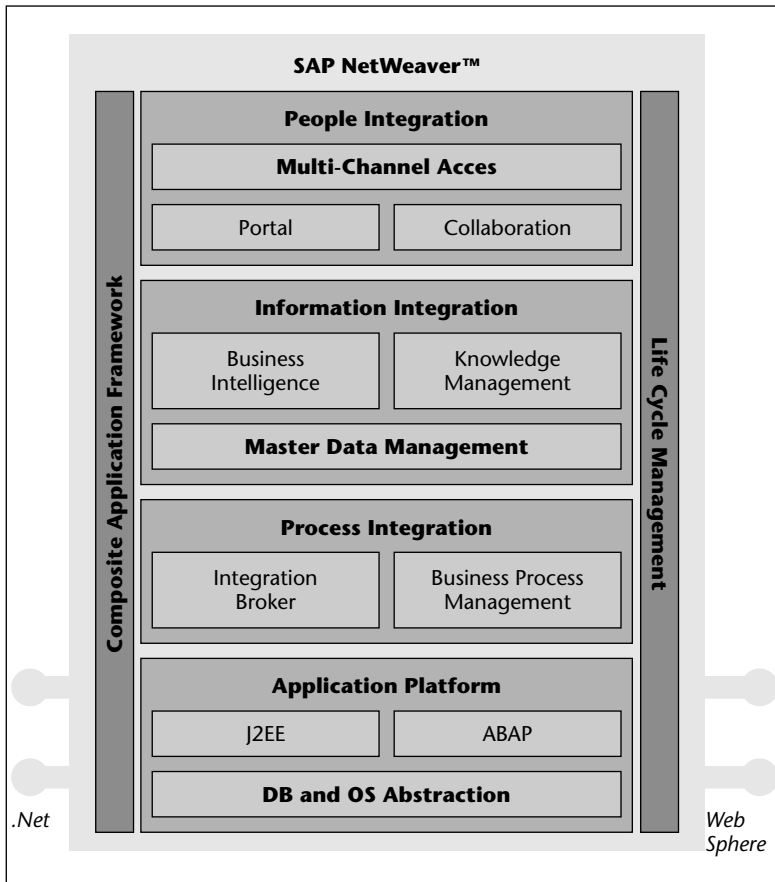 SAP NetWeaver™
Composite Application Framework
People Integration
Multi-Channel Acces
Portal
Collaboration
Information Integration
Business
Intelligence
Knowledge
Management
Master Data Management
Process Integration
Integration
Broker
Business Process
Management
Application Platform
J2EE
ABAP
DB and OS Abstraction
Life Cycle Management
.Net
Web
Sphere